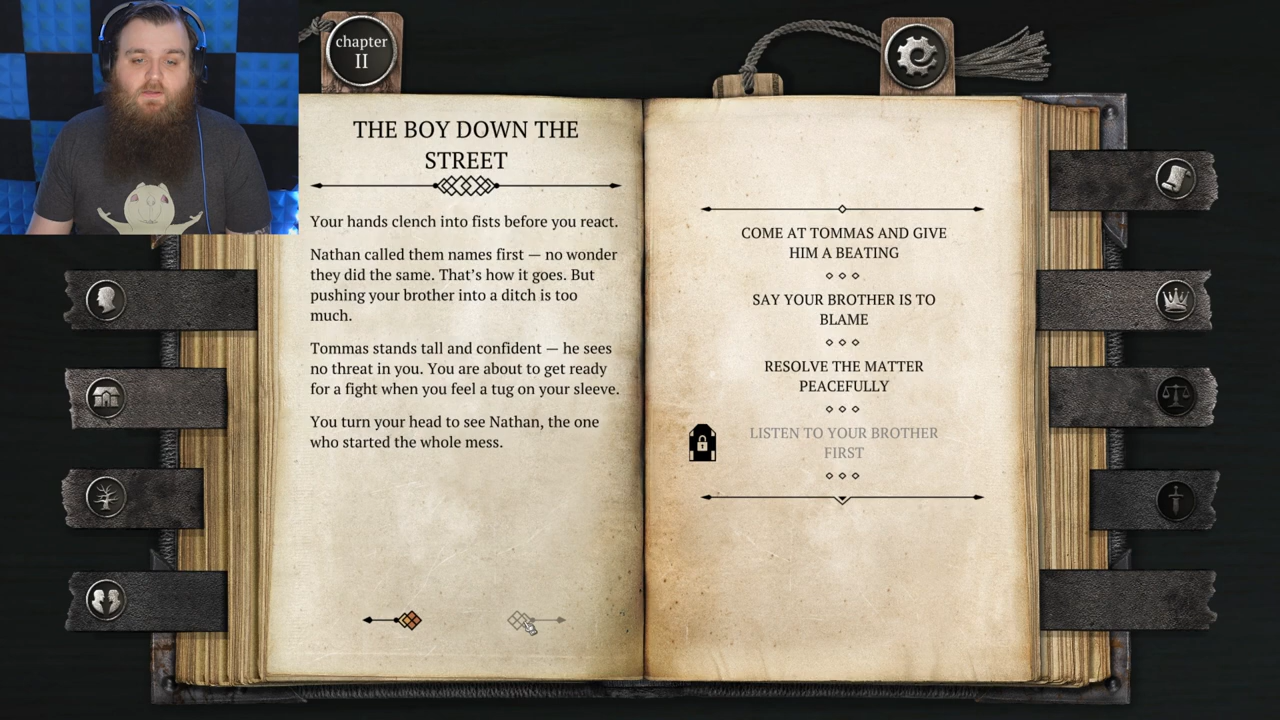 chapter
II
THE BOY DOWN THE
STREET
Your hands clench into fists before you react.
Nathan called them names first — no wonder
they did the same. That’s how it goes. But
pushing your brother into a ditch is too
much.
Tommas stands tall and confident — he sees
no threat in you. You are about to get ready
for a fight when you feel a tug on your sleeve.
You turn your head to see Nathan, the one
who started the whole mess.
COME AT TOMMAS AND GIVE
HIM A BEATING
SAY YOUR BROTHER IS TO
BLAME
RESOLVE THE MATTER
PEACEFULLY
LISTEN TO YOUR BROTHER
FIRST